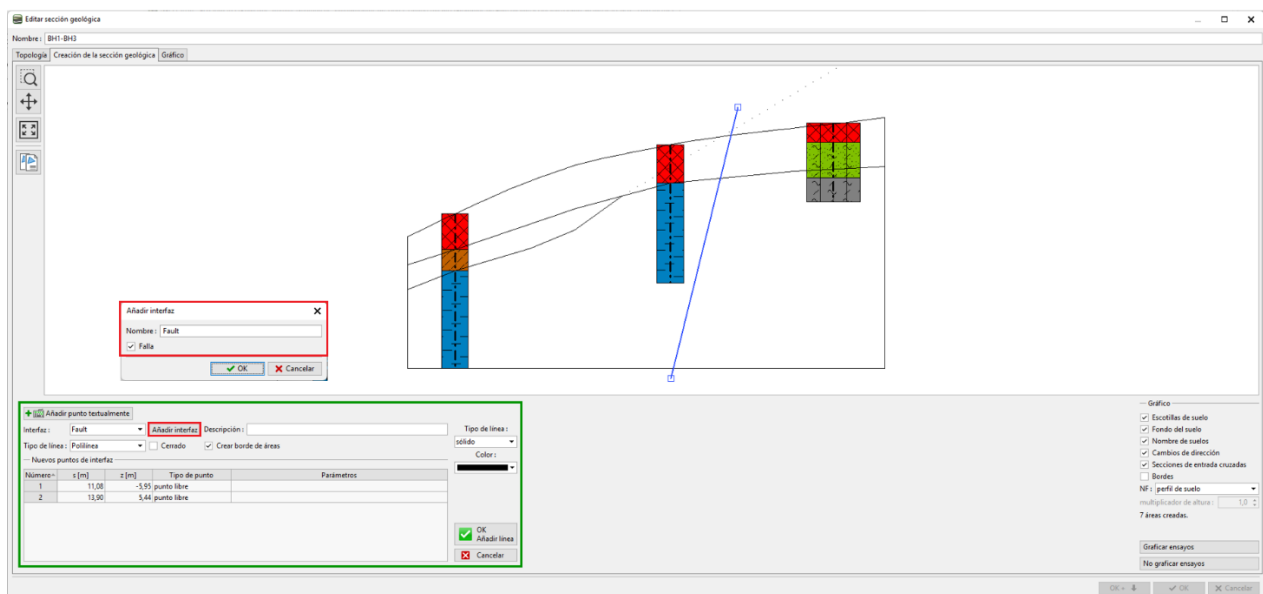 Editar sección geológica
Nombre : BH1-BH3
Topología Creación de la sección geológica Gráfico
Añadir interfaz
Nombre : Fault
Falla
OK Cancelar
Añadir punto textualmente
Interfaz : Fault Añadir interfaz Descripción :
Tipo de línea : Polilínea Cerrado Crear borde de áreas
Nuevos puntos de interfaz
Número s [m] z [m] Tipo de punto Parámetros
1 11,08 -5,95 punto libre
2 13,90 5,44 punto libre
Tipo de línea :
sólido
Color :
OK
Añadir línea
Cancelar
Gráfico
Escotillas de suelo
Fondo del suelo
Nombre de suelos
Cambios de dirección
Secciones de entrada cruzadas
Bordes
NF : perfil de suelo
multiplicador de altura : 1,0
7 áreas creadas.
Graficar ensayos
No graficar ensayos
OK + OK Cancelar